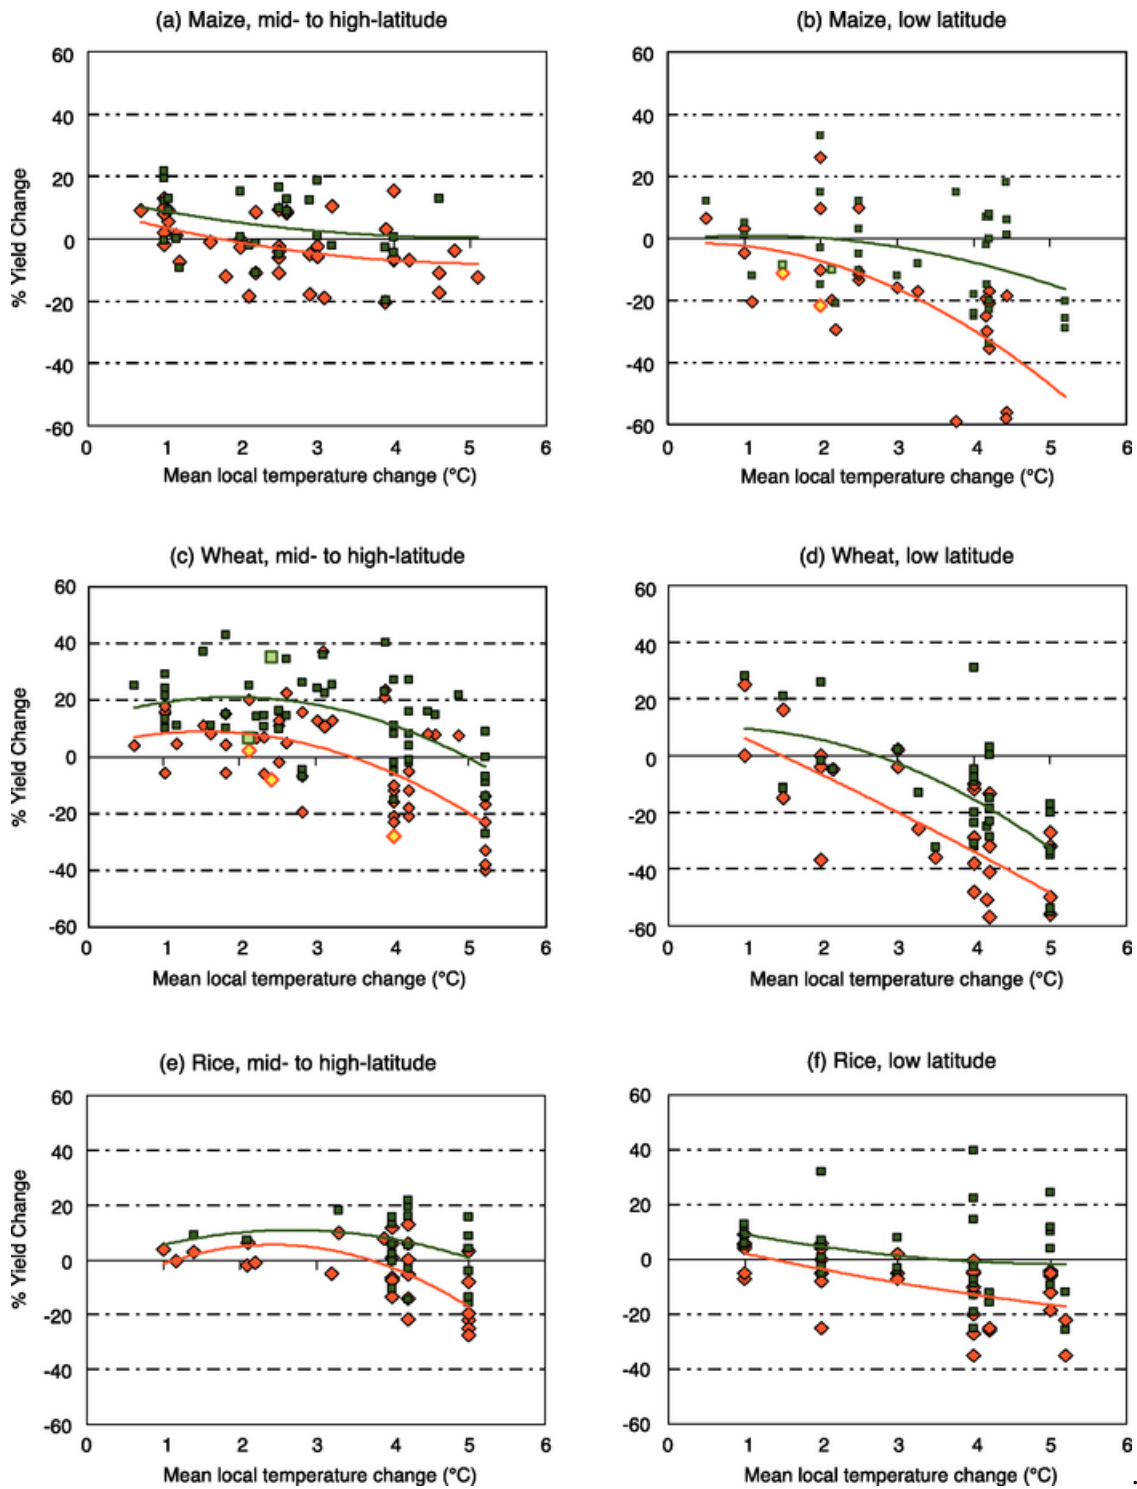 (a) Maize, mid- to high-latitude
60
40
20
0
-20
-40
-60
% Yield Change
0 1 2 3 4 5 6
Mean local temperature change (°C)
(b) Maize, low latitude
60
40
20
0
-20
-40
-60
0 1 2 3 4 5 6
Mean local temperature change (°C)
(c) Wheat, mid- to high-latitude
60
40
20
0
-20
-40
-60
% Yield Change
0 1 2 3 4 5 6
Mean local temperature change (°C)
(d) Wheat, low latitude
60
40
20
0
-20
-40
-60
0 1 2 3 4 5 6
Mean local temperature change (°C)
(e) Rice, mid- to high-latitude
60
40
20
0
-20
-40
-60
% Yield Change
0 1 2 3 4 5 6
Mean local temperature change (°C)
(f) Rice, low latitude
60
40
20
0
-20
-40
-60
0 1 2 3 4 5 6
Mean local temperature change (°C)
.